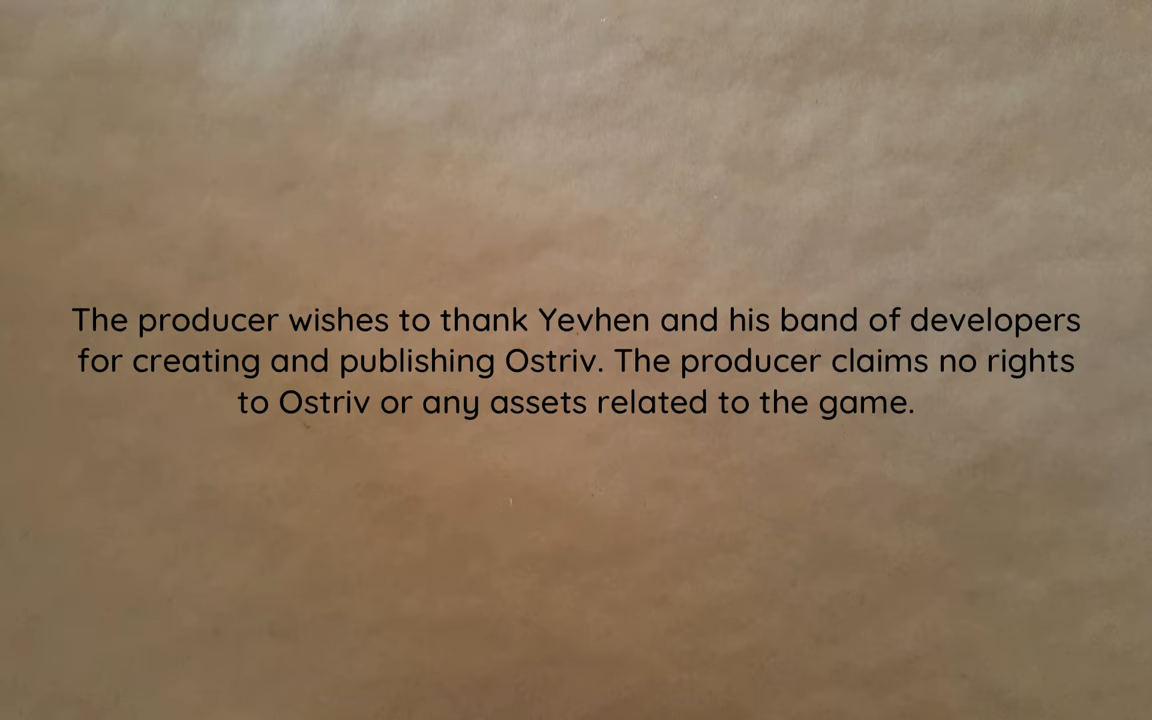 The producer wishes to thank Yevhen and his band of developers
for creating and publishing Ostriv. The producer claims no rights
to Ostriv or any assets related to the game.